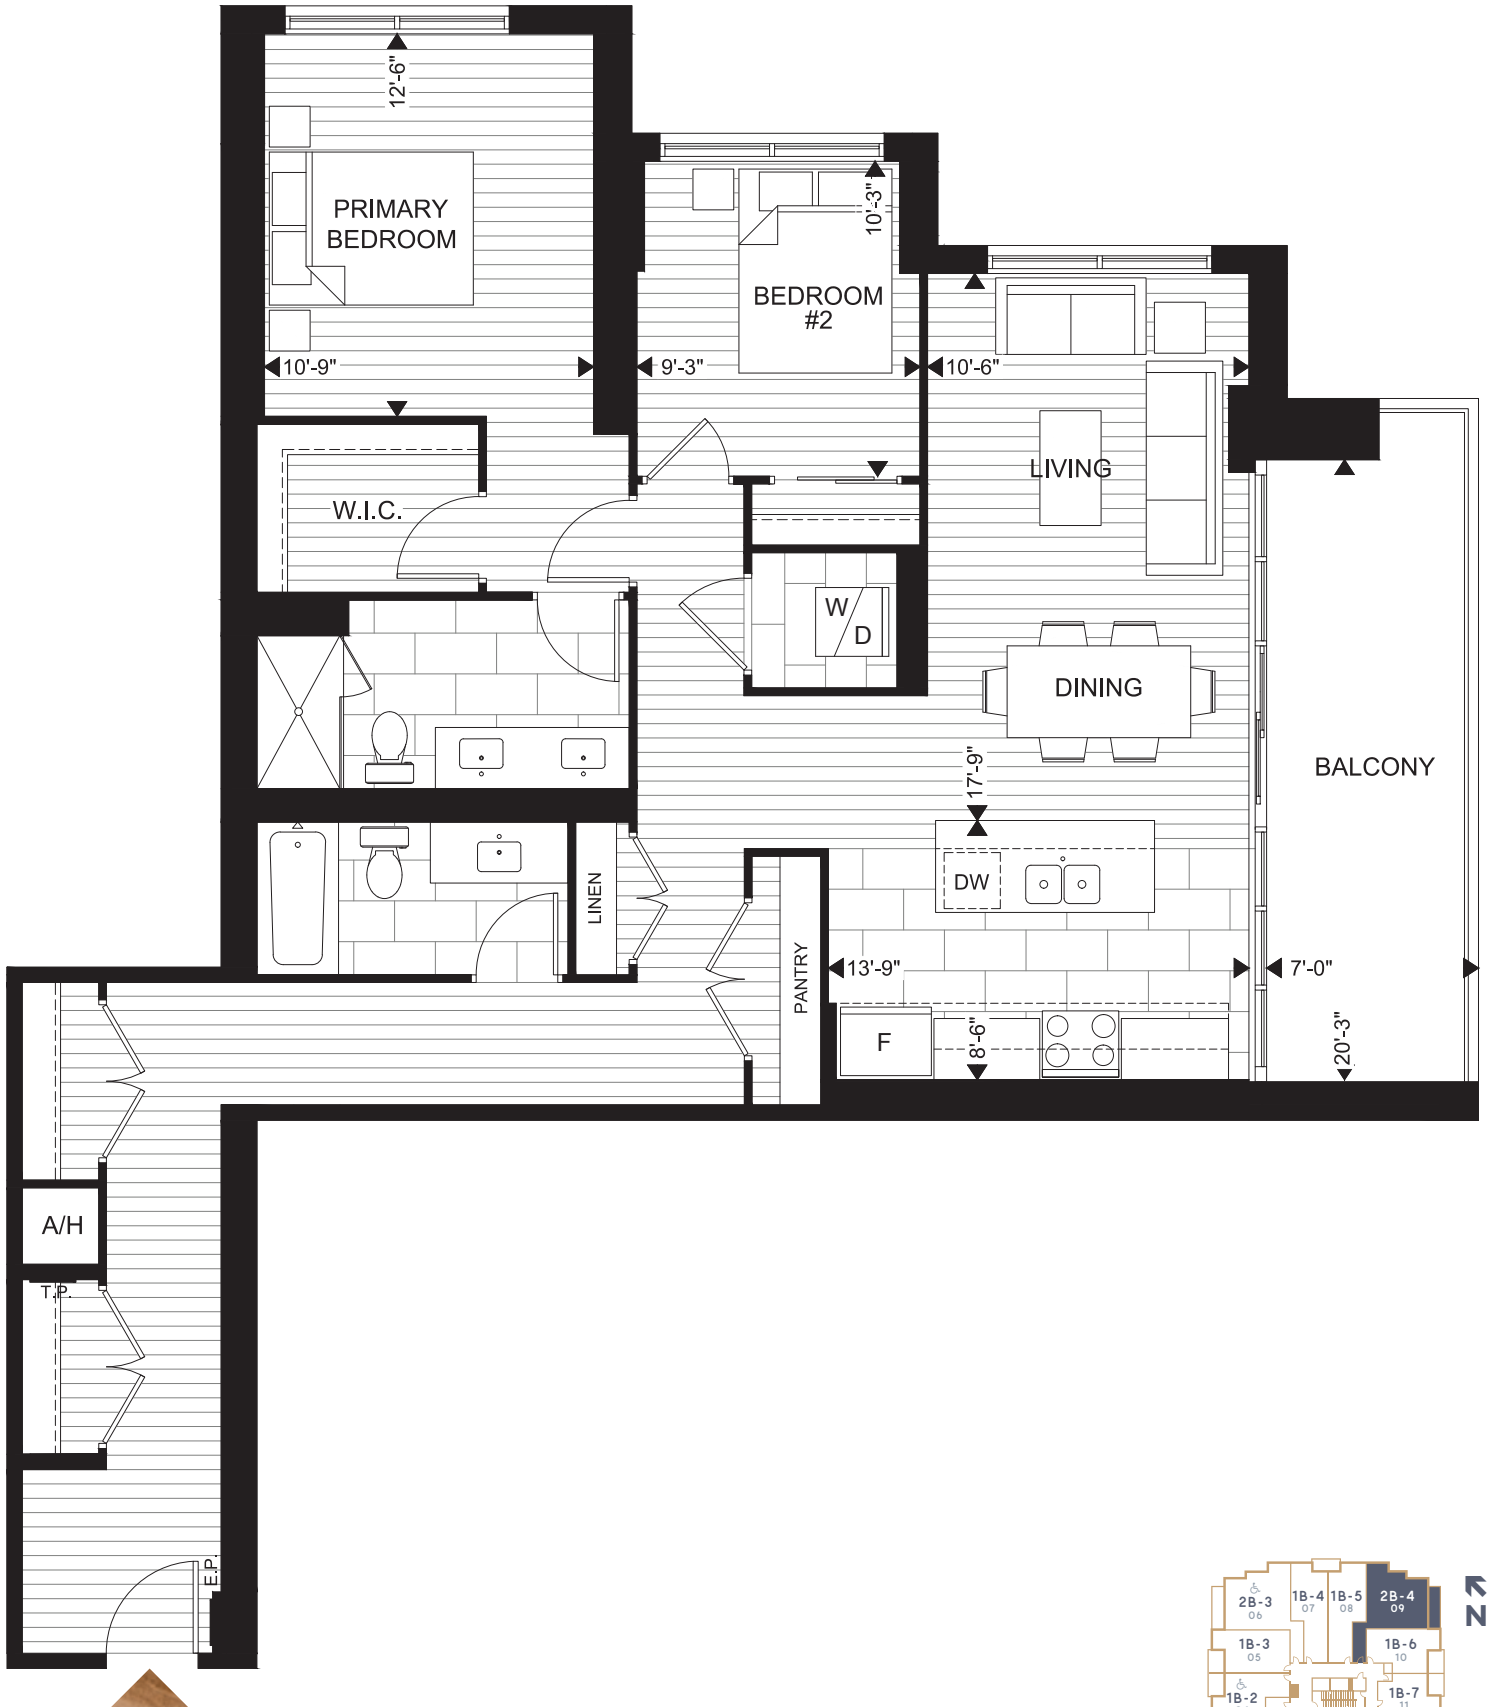 12'-6"
PRIMARY
BEDROOM
10'-3"
BEDROOM
#2
10'-9"
9'-3"
10'-6"
LIVING
W.I.C.
W
D
DINING
17'-9"
BALCONY
LINEN
DW
PANTRY
13'-9"
7'-0"
F
8'-6"
20'-3"
A/H
T.P.
E.P.
2B-3
06
1B-4
07
1B-5
08
2B-4
09
N
1B-3
05
1B-6
10
1B-2
1B-7